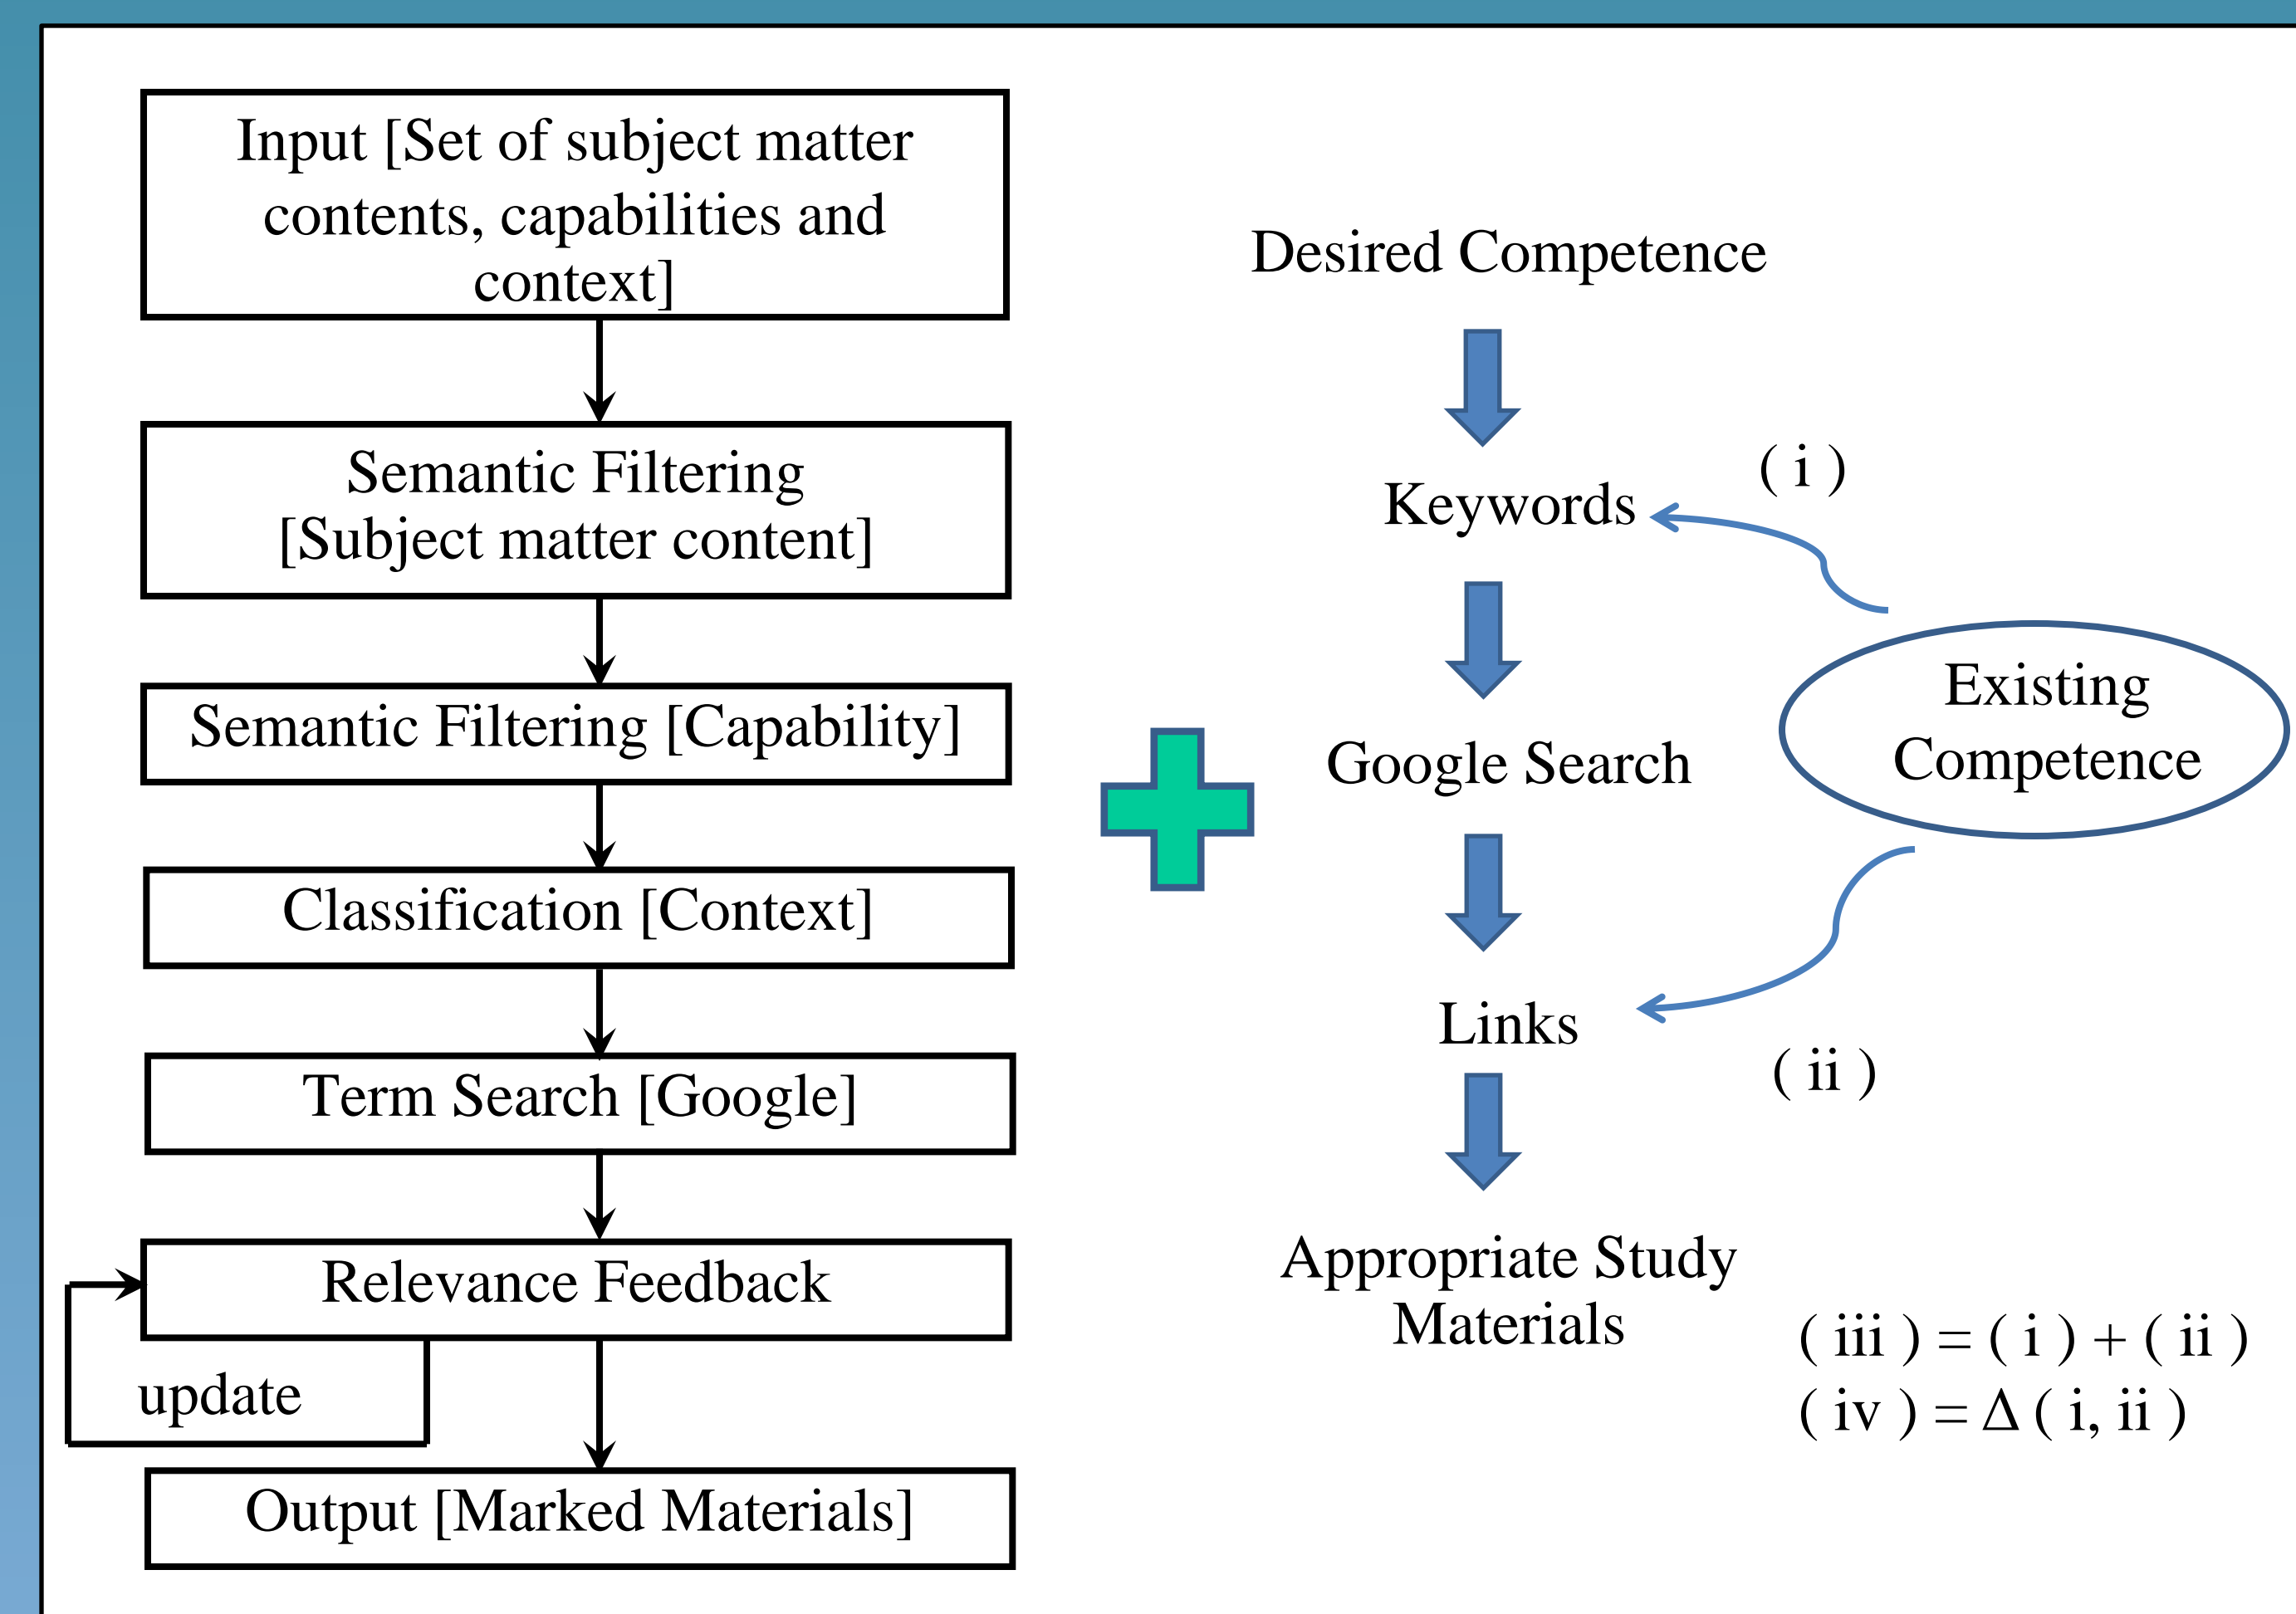 Input [Set of subject matter
contents, capabilities and
context]
Semantic Filtering
[Subject matter content]
Semantic Filtering [Capability]
Classification [Context]
Term Search [Google]
Relevance Feedback
update
Output [Marked Materials]
Desired Competence
Keywords
( i )
Google Search
Existing
Competence
Links
( ii )
Appropriate Study
Materials
( iii ) = ( i ) + ( ii )
( iv ) = Δ ( i, ii )